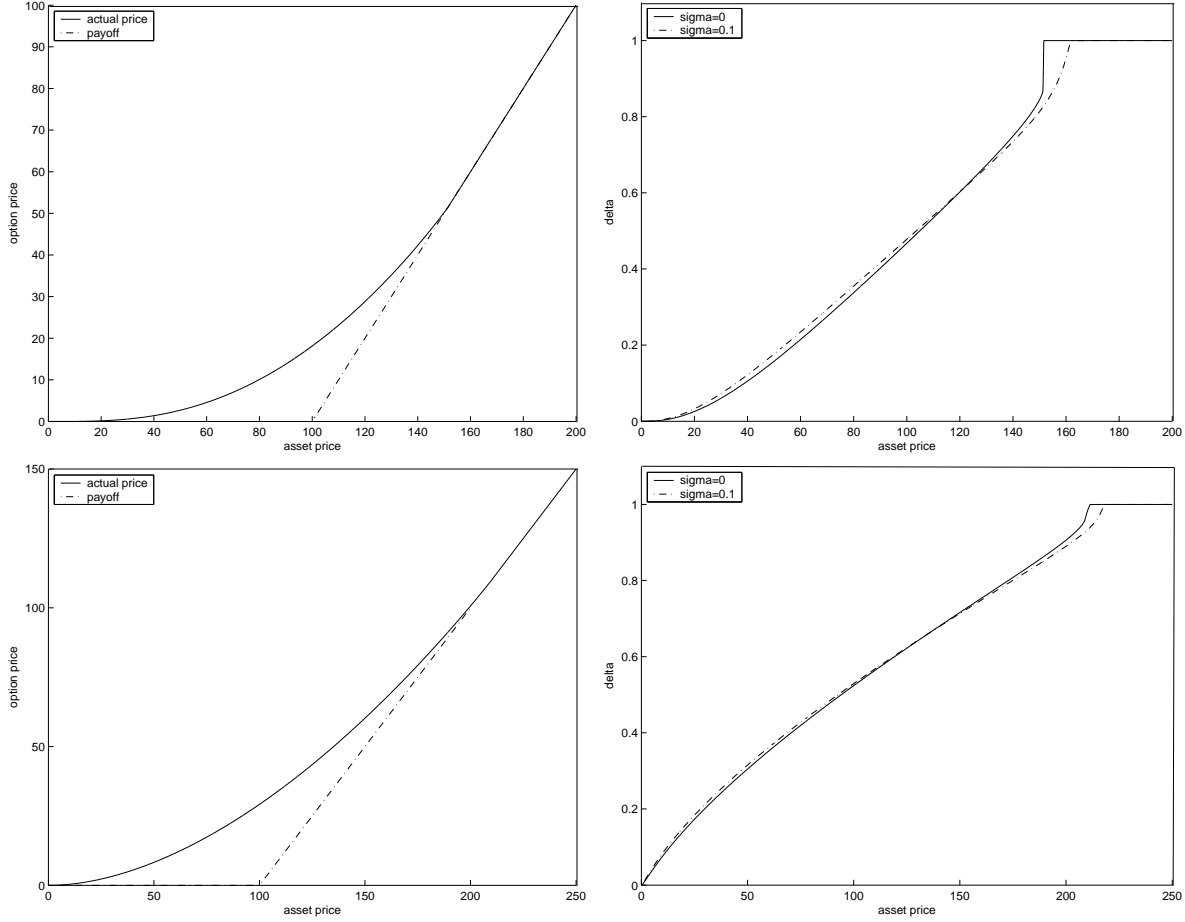 100
90
80
70
60
50
40
30
20
10
0
option price
0 20 40 60 80 100 120 140 160 180 200
asset price
actual price
payoff
1
0.8
0.6
0.4
0.2
0
delta
0 20 40 60 80 100 120 140 160 180 200
asset price
sigma=0
sigma=0.1
150
100
50
0
option price
0 50 100 150 200 250
asset price
actual price
payoff
1
0.8
0.6
0.4
0.2
0
delta
0 50 100 150 200 250
asset price
sigma=0
sigma=0.1